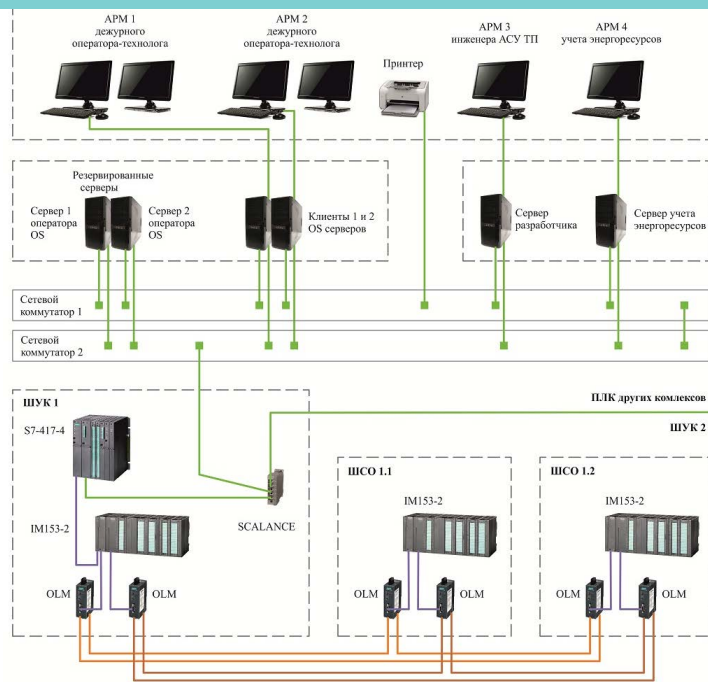 АРМ 1
дежурного
оператора-технолога
АРМ 2
дежурного
оператора-технолога
Принтер
АРМ 3
инженера АСУ ТП
АРМ 4
учета энергоресурсов
Резервированные
серверы
Сервер 1
оператора
OS
Сервер 2
оператора
OS
Клиенты 1 и 2
OS серверов
Сервер
разработчика
Сервер учета
энергоресурсов
Сетевой
коммутатор 1
Сетевой
коммутатор 2
ШУК 1
S7-417-4
IM153-2
SCALANCE
OLM
OLM
ПЛК других комлексов
ШУК 2
ШСО 1.1
IM153-2
OLM
OLM
ШСО 1.2
IM153-2
OLM
OLM